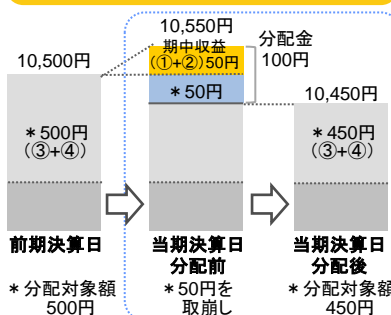 10,550円
期中収益
(①+②)50円
分配金
100円
10,500円
＊50円
10,450円
＊500円
(③+④)
＊450円
(③+④)
前期決算日
当期決算日
分配前
当期決算日
分配後
＊分配対象額
500円
＊50円を
取崩し
＊分配対象額
450円